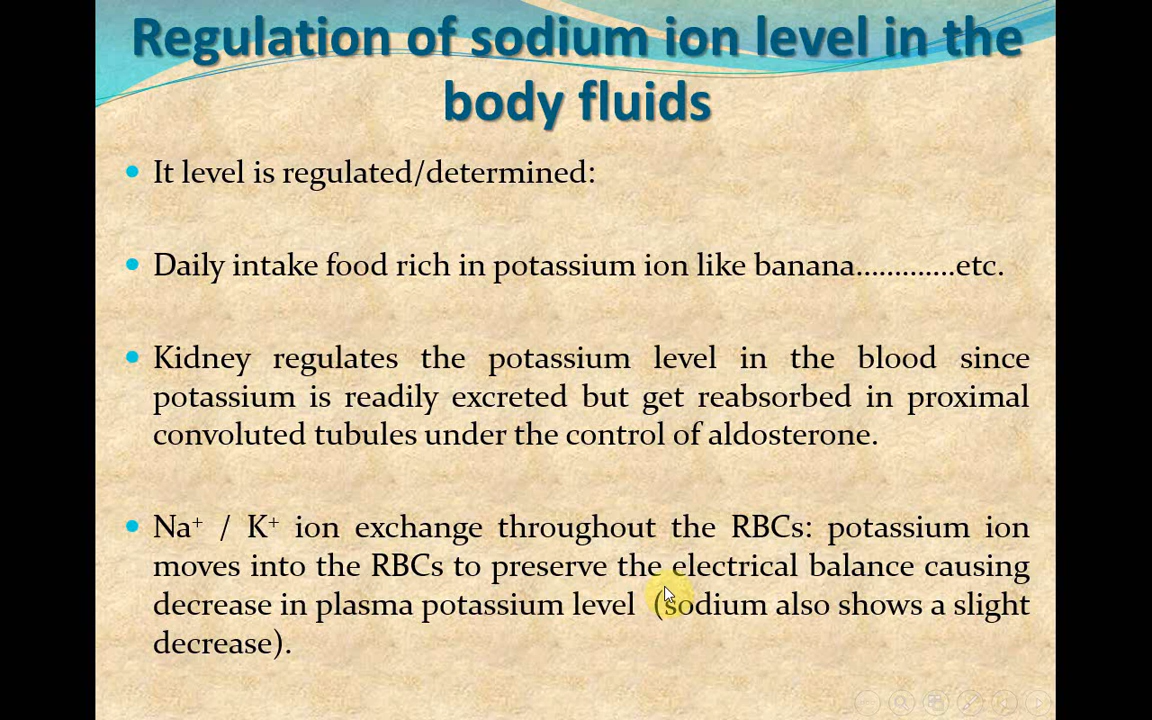 Regulation of sodium ion level in the
body fluids
It level is regulated/determined:
Daily intake food rich in potassium ion like banana.............etc.
Kidney regulates the potassium level in the blood since
potassium is readily excreted but get reabsorbed in proximal
convoluted tubules under the control of aldosterone.
Na⁺ / K⁺ ion exchange throughout the RBCs: potassium ion
moves into the RBCs to preserve the electrical balance causing
decrease in plasma potassium level (sodium also shows a slight
decrease).